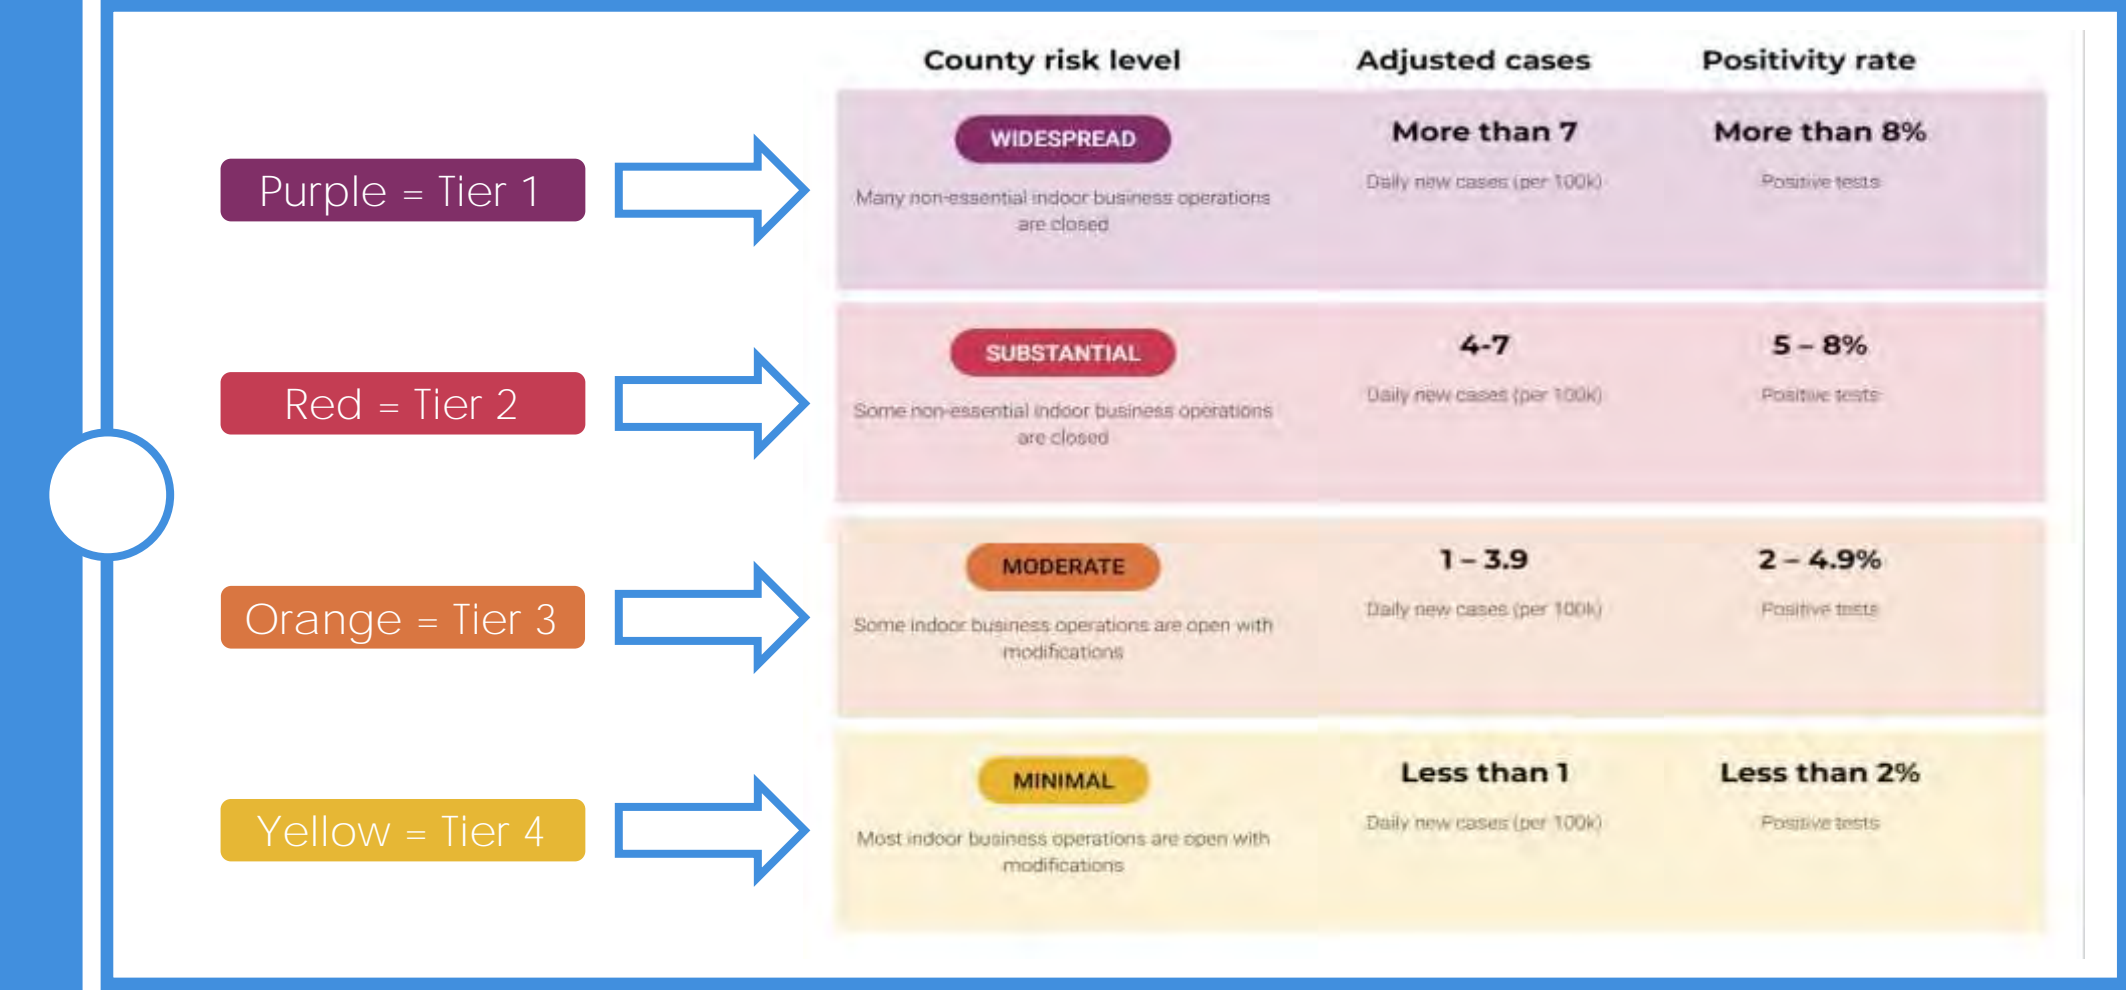 County risk level Adjusted cases Positivity rate
Purple = Tier 1
WIDESPREAD
Many non-essential indoor business operations
are closed
More than 7
Daily new cases (per 100k)
More than 8%
Positive tests
Red = Tier 2
SUBSTANTIAL
Some non-essential indoor business operations
are closed
4-7
Daily new cases (per 100k)
5 – 8%
Positive tests
Orange = Tier 3
MODERATE
Some indoor business operations are open with
modifications
1 – 3.9
Daily new cases (per 100k)
2 – 4.9%
Positive tests
Yellow = Tier 4
MINIMAL
Most indoor business operations are open with
modifications
Less than 1
Daily new cases (per 100k)
Less than 2%
Positive tests